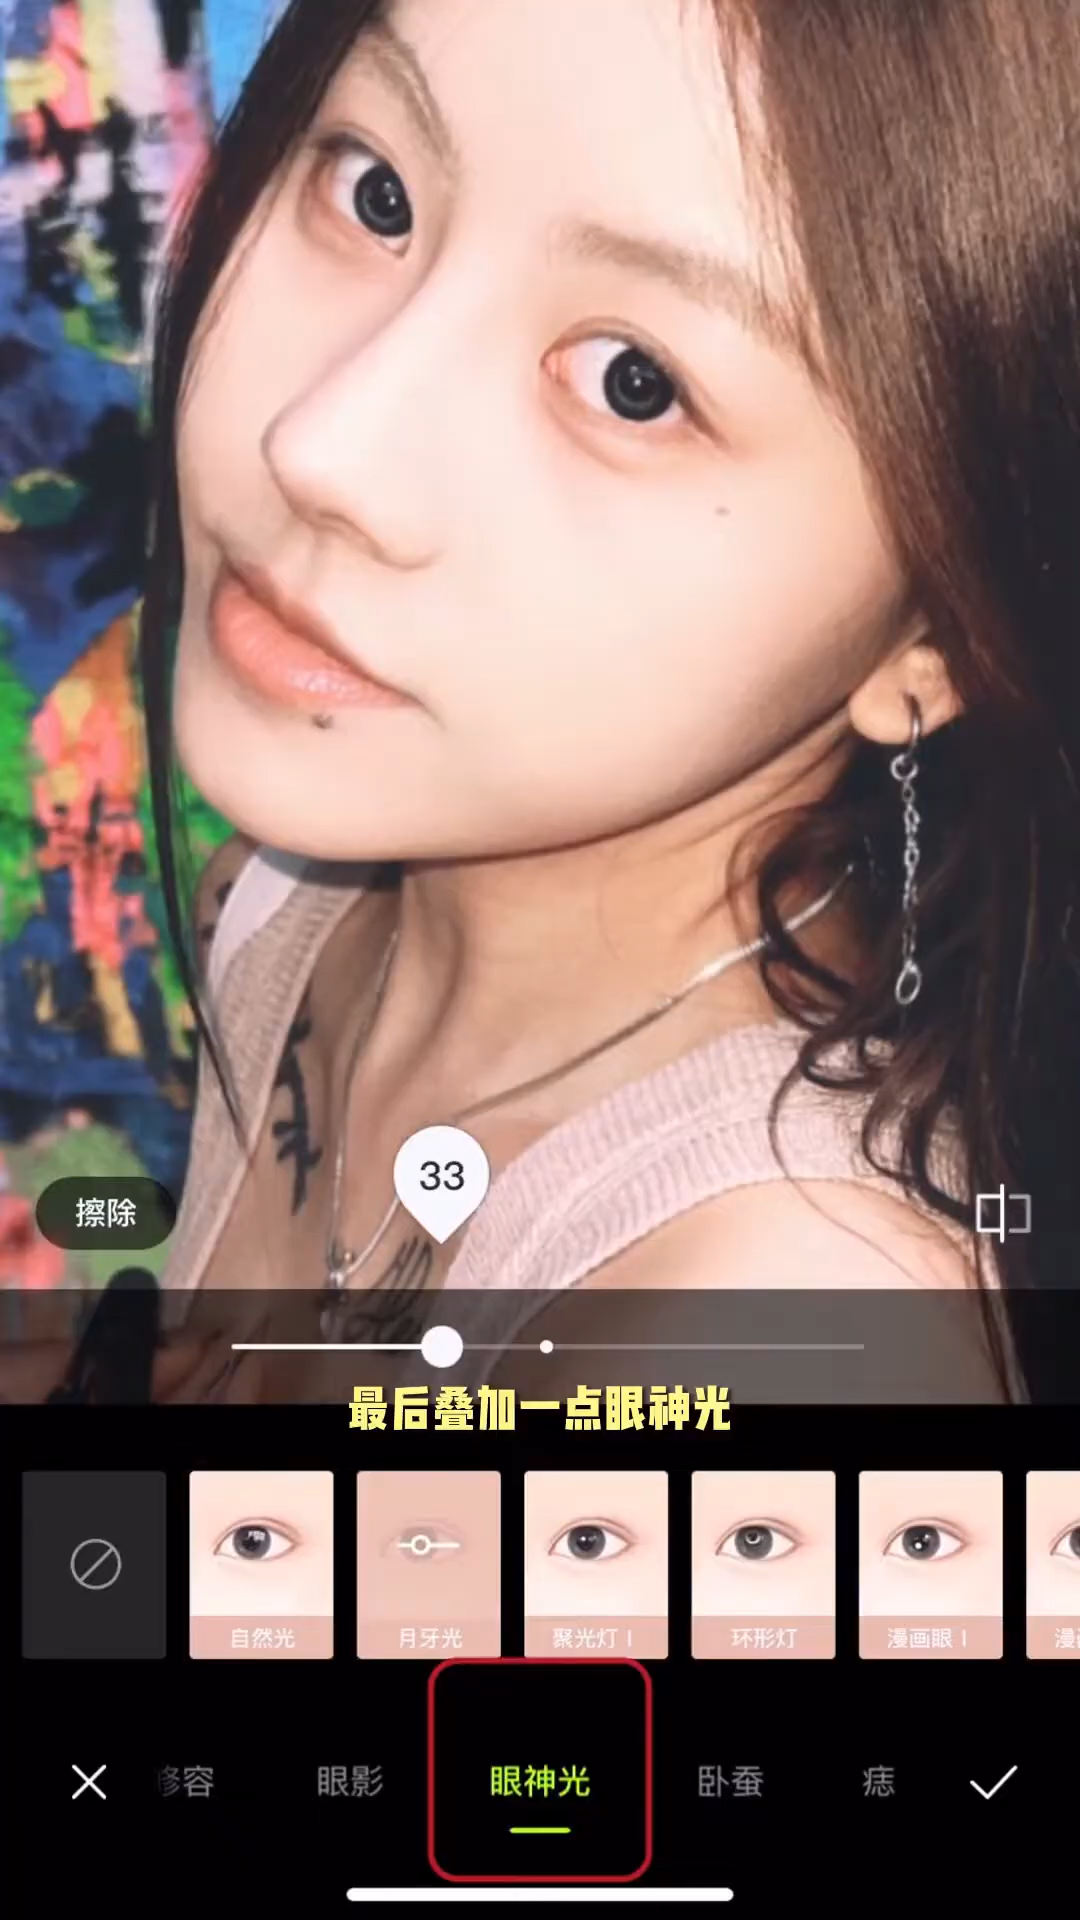 33
擦除
最后叠加一点眼神光
自然光
月牙光
聚光灯 I
环形灯
漫画眼 I
修容
眼影
眼神光
卧蚕
痣